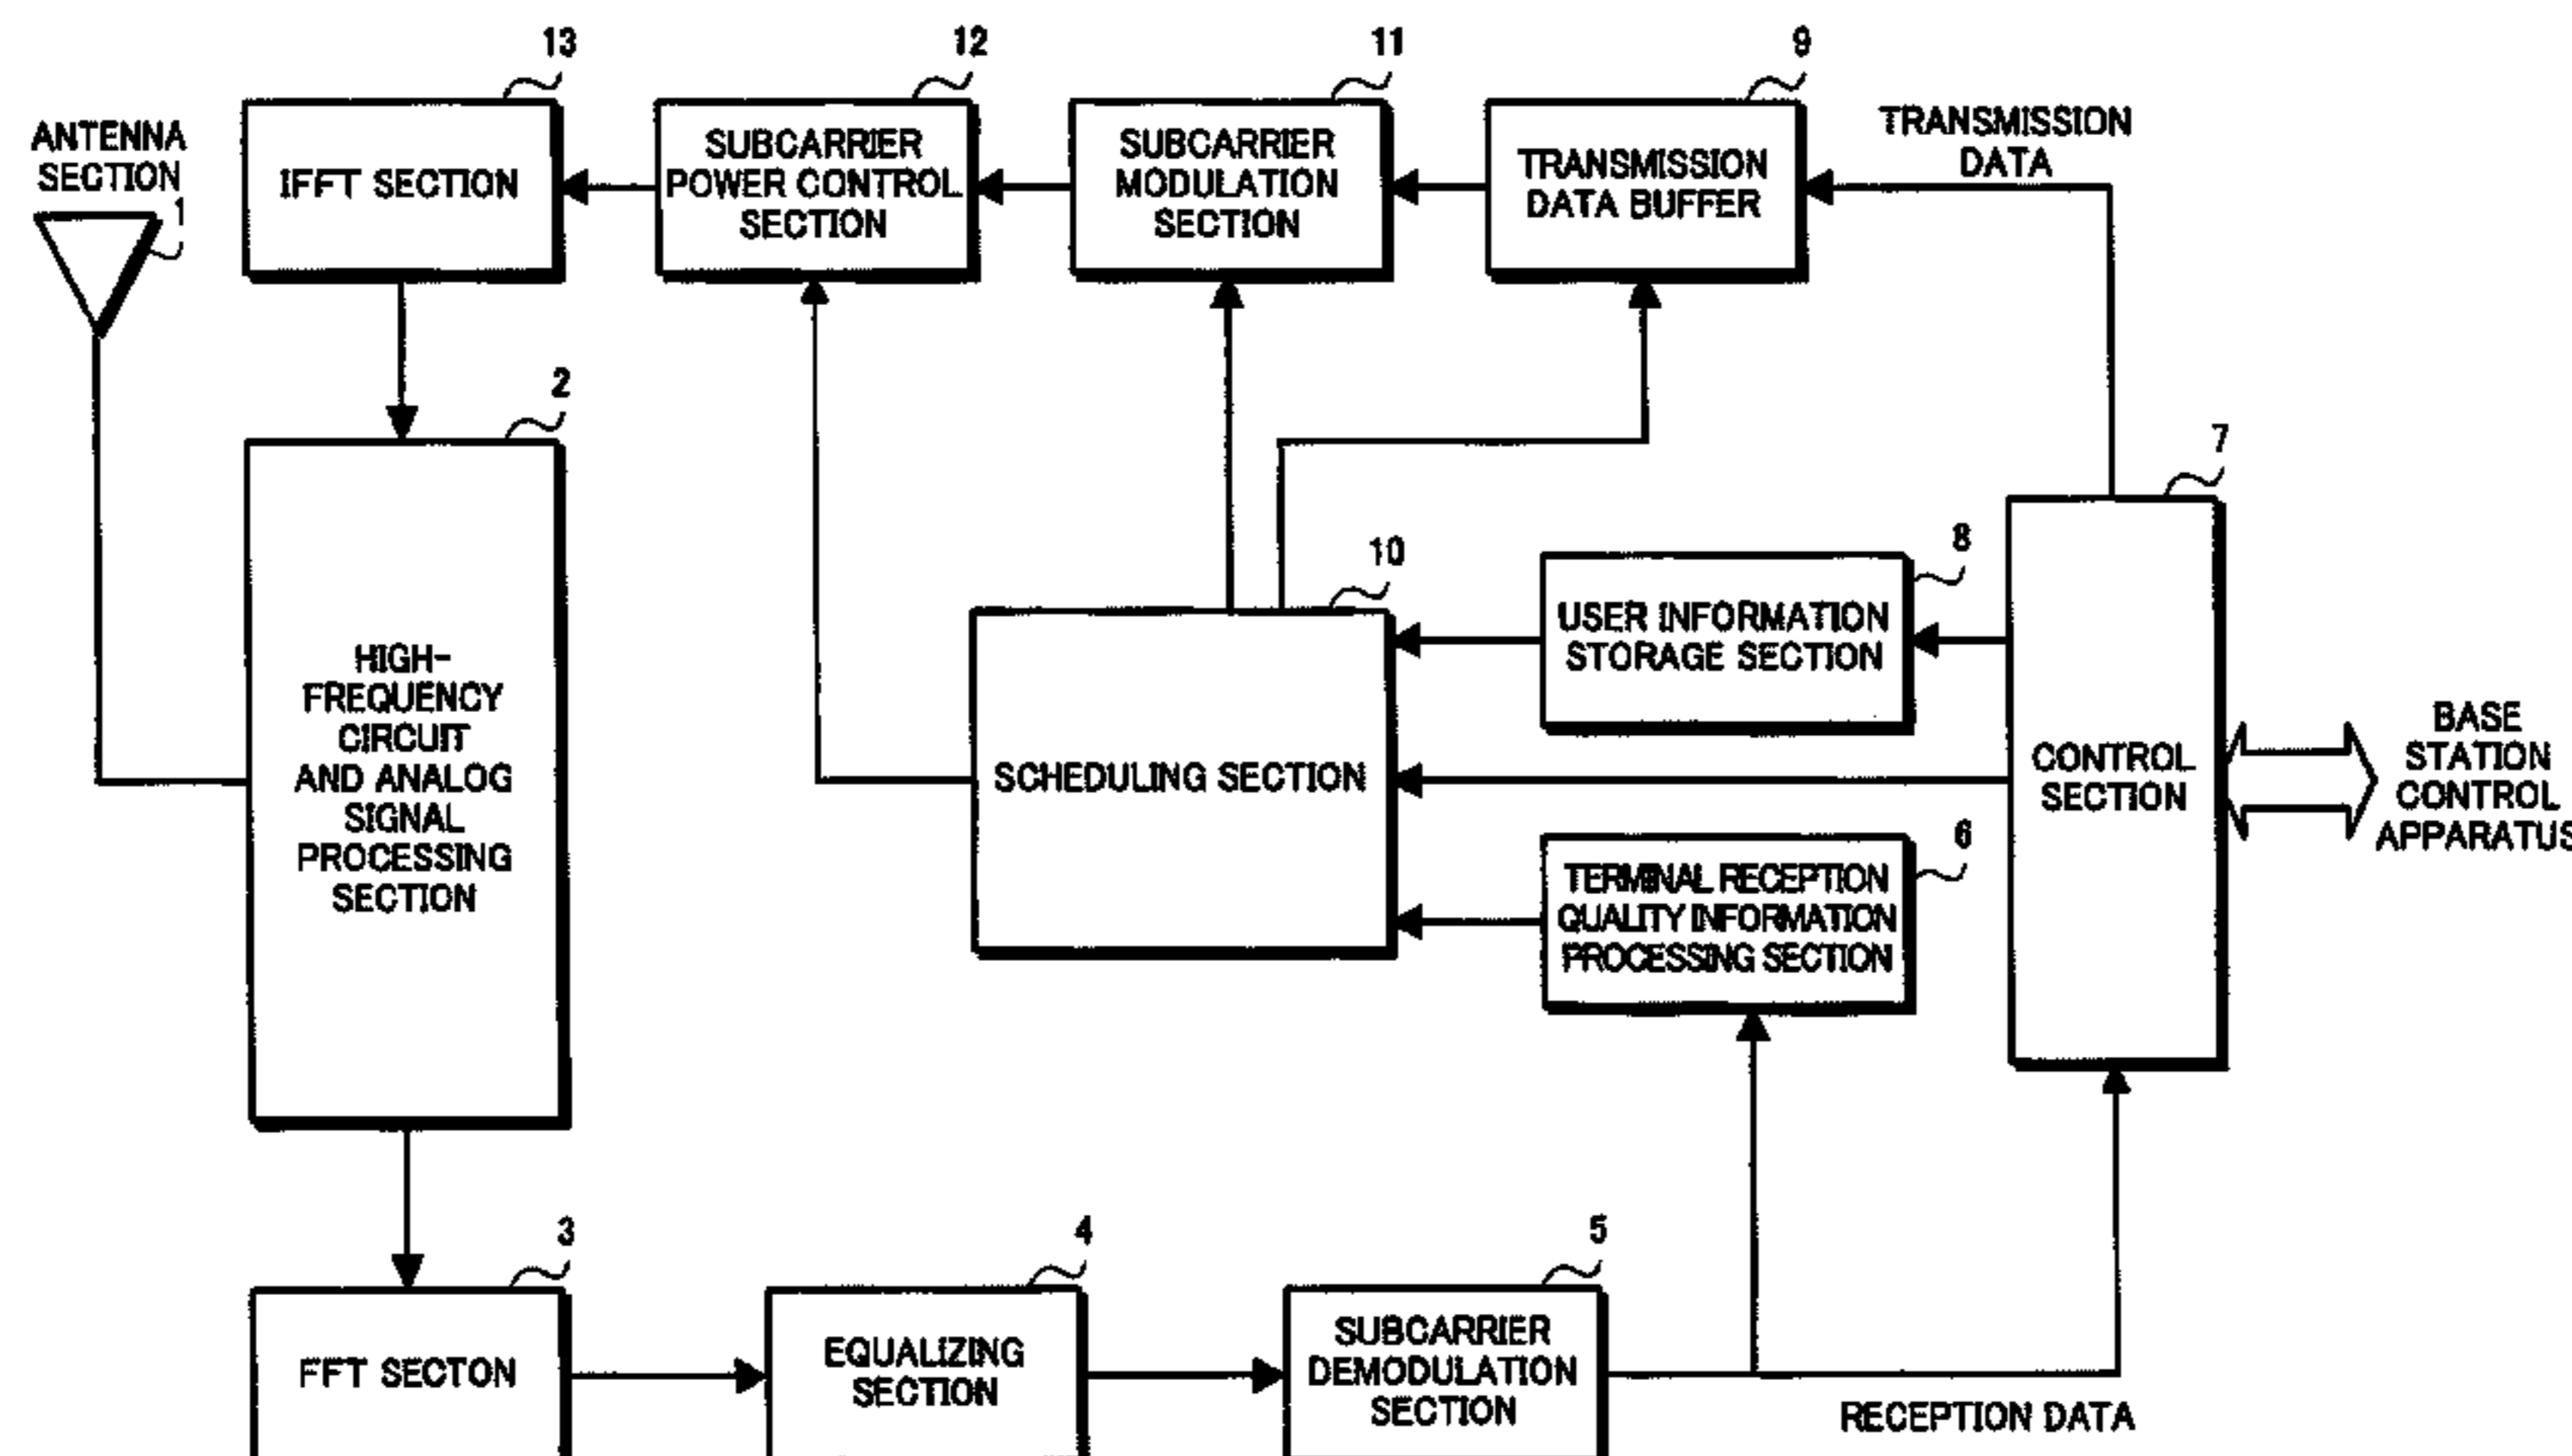 13
12
11
9
ANTENNA
SECTION
1
IFFT SECTION
SUBCARRIER
POWER CONTROL
SECTION
SUBCARRIER
MODULATION
SECTION
TRANSMISSION
DATA BUFFER
TRANSMISSION
DATA
2
7
10
8
HIGH-
FREQUENCY
CIRCUIT
AND ANALOG
SIGNAL
PROCESSING
SECTION
SCHEDULING SECTION
USER INFORMATION
STORAGE SECTION
CONTROL
SECTION
BASE
STATION
CONTROL
APPARATUS
6
TERMINAL RECEPTION
QUALITY INFORMATION
PROCESSING SECTION
3
4
5
FFT SECTON
EQUALIZING
SECTION
SUBCARRIER
DEMODULATION
SECTION
RECEPTION DATA